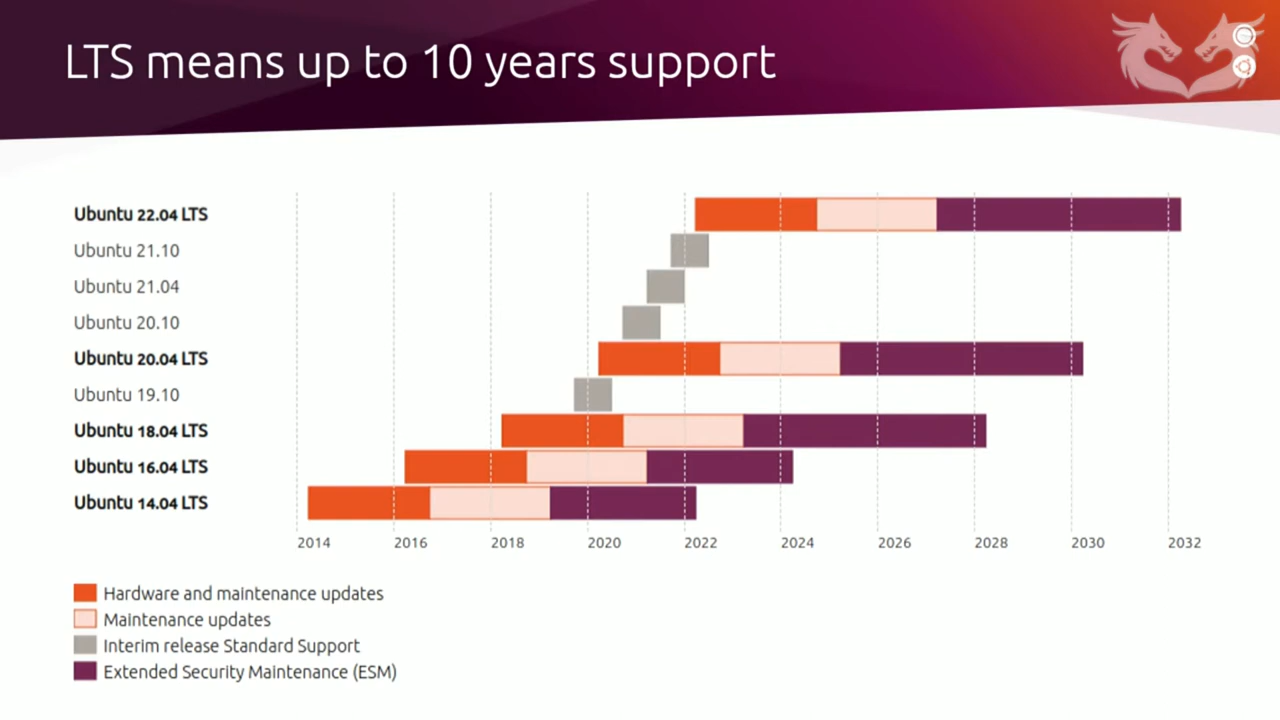 LTS means up to 10 years support
Ubuntu 22.04 LTS
Ubuntu 21.10
Ubuntu 21.04
Ubuntu 20.10
Ubuntu 20.04 LTS
Ubuntu 19.10
Ubuntu 18.04 LTS
Ubuntu 16.04 LTS
Ubuntu 14.04 LTS
2014 2016 2018 2020 2022 2024 2026 2028 2030 2032
Hardware and maintenance updates
Maintenance updates
Interim release Standard Support
Extended Security Maintenance (ESM)